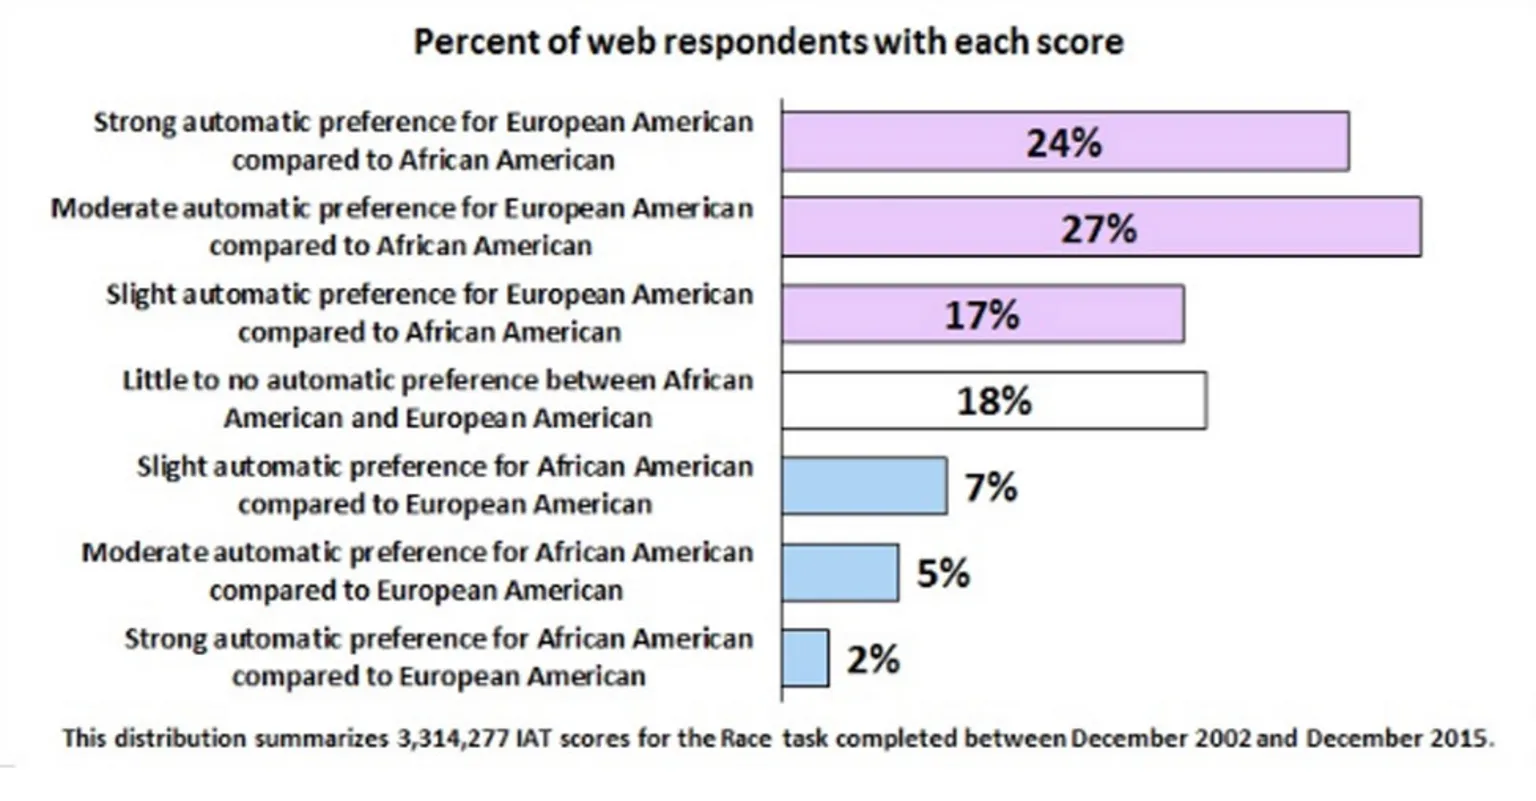 Percent of web respondents with each score
Strong automatic preference for European American
compared to African American
24%
Moderate automatic preference for European American
compared to African American
27%
Slight automatic preference for European American
compared to African American
17%
Little to no automatic preference between African
American and European American
18%
Slight automatic preference for African American
compared to European American
7%
Moderate automatic preference for African American
compared to European American
5%
Strong automatic preference for African American
compared to European American
2%
This distribution summarizes 3,314,277 IAT scores for the Race task completed between December 2002 and December 2015.